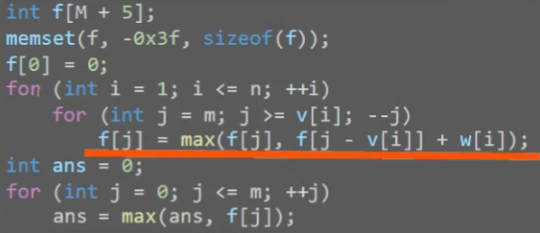 int f[M + 5];
memset(f, -0x3f, sizeof(f));
f[0] = 0;
for (int i = 1; i <= n; ++i)
for (int j = m; j >= v[i]; --j)
f[j] = max(f[j], f[j - v[i]] + w[i]);
int ans = 0;
for (int j = 0; j <= m; ++j)
ans = max(ans, f[j]);